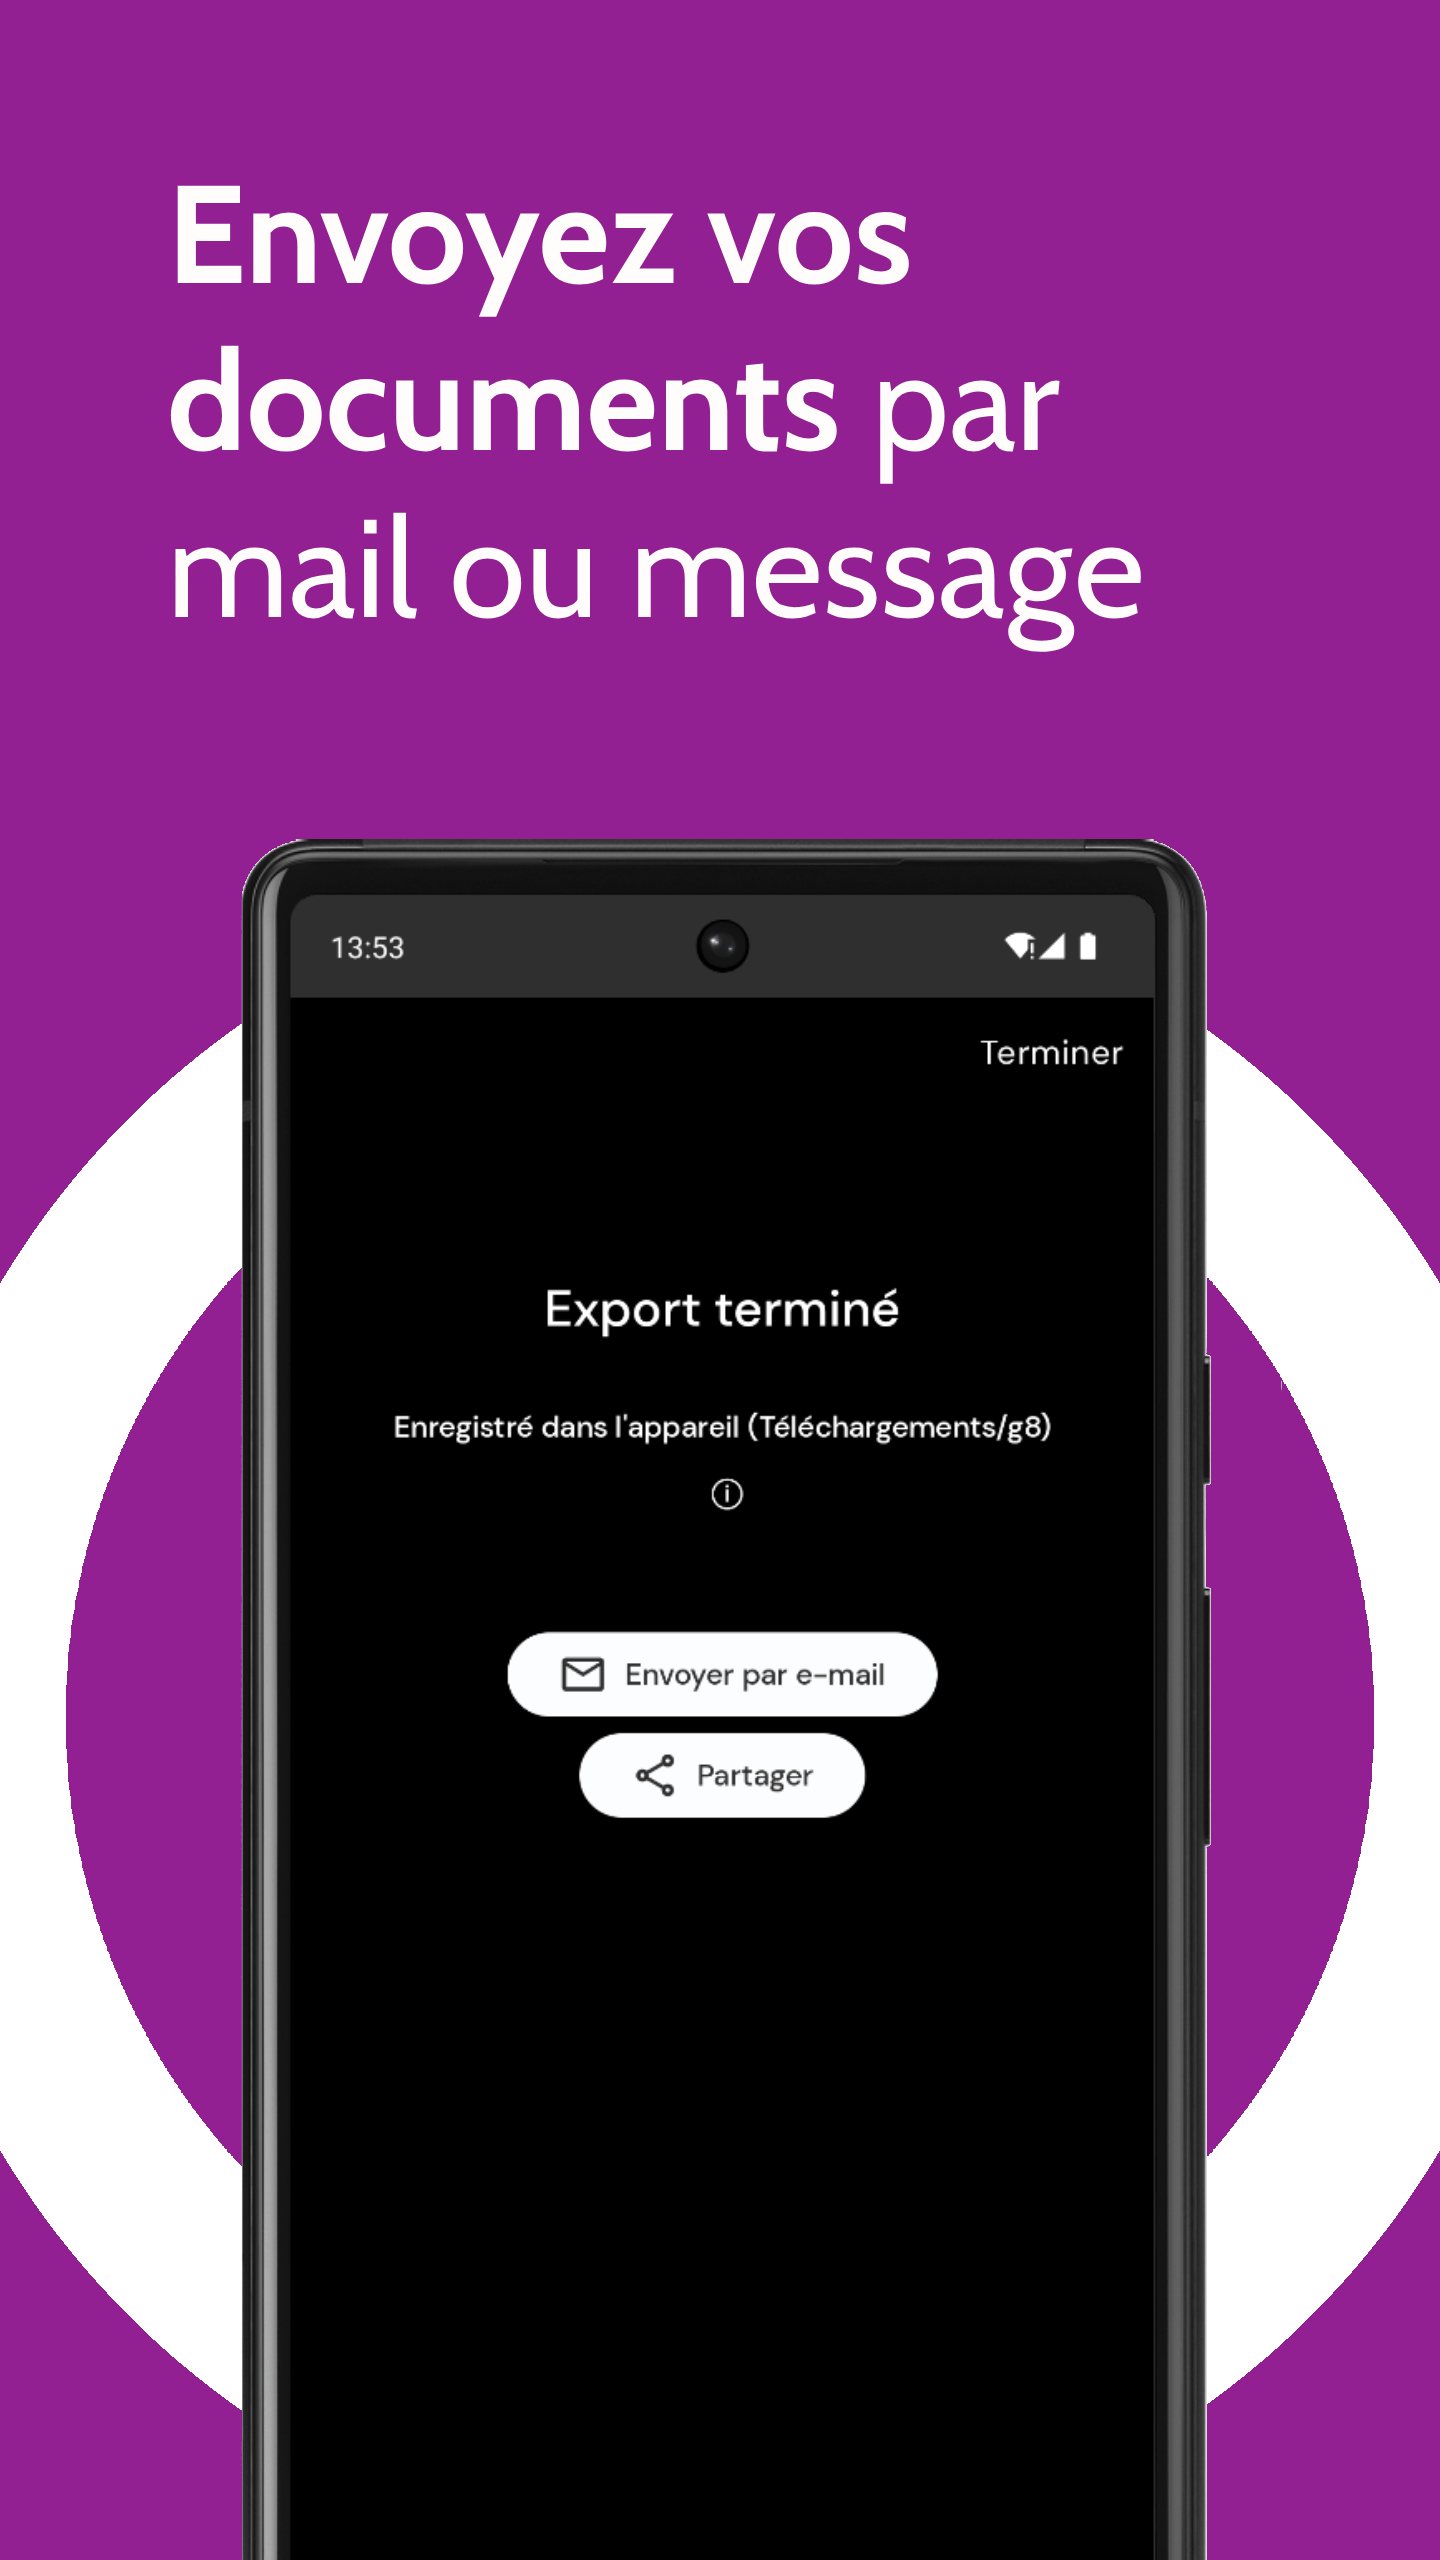 Envoyez vos
documents par
mail ou message
13:53
Terminer
Export terminé
Enregistré dans l'appareil (Téléchargements/g8)
Envoyer par e-mail
Partager